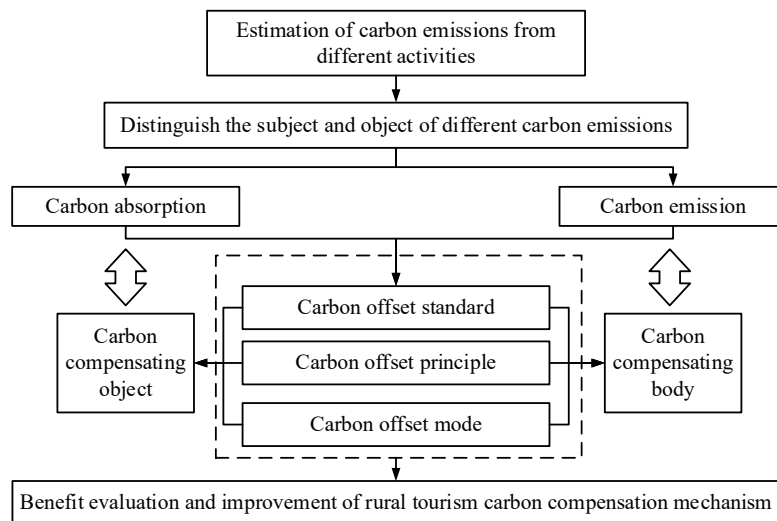 Estimation of carbon emissions from
different activities
Distinguish the subject and object of different carbon emissions
Carbon absorption
Carbon emission
Carbon offset standard
Carbon
compensating
object
Carbon offset principle
Carbon
compensating
body
Carbon offset mode
Benefit evaluation and improvement of rural tourism carbon compensation mechanism